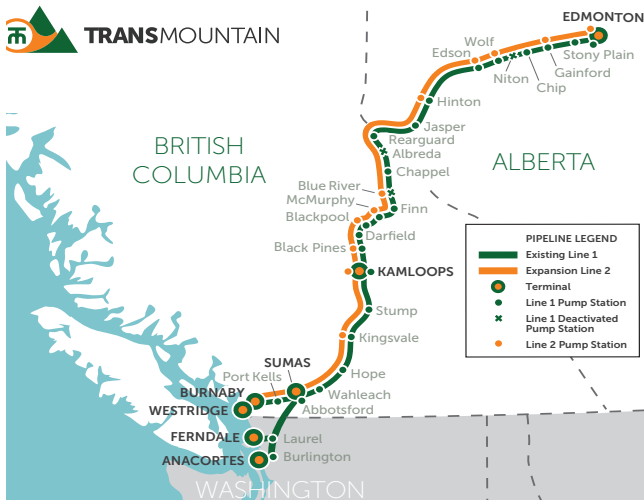 TRANSMOUNTAIN
EDMONTON
Wolf
Edson
Stony Plain
Gainford
Niton
Chip
Hinton
Jasper
Rearguard
Albreda
BRITISH
COLUMBIA
ALBERTA
Chappel
Blue River
McMurphy
Finn
Blackpool
Darfield
Black Pines
KAMLOOPS
PIPELINE LEGEND
Existing Line 1
Expansion Line 2
Terminal
Line 1 Pump Station
Line 1 Deactivated
Pump Station
Line 2 Pump Station
Stump
Kingsvale
SUMAS
Hope
Port Kells
Wahleach
BURNABY
Abbotsford
WESTRIDGE
FERNDALE
Laurel
ANACORTES
Burlington
WASHINGTON